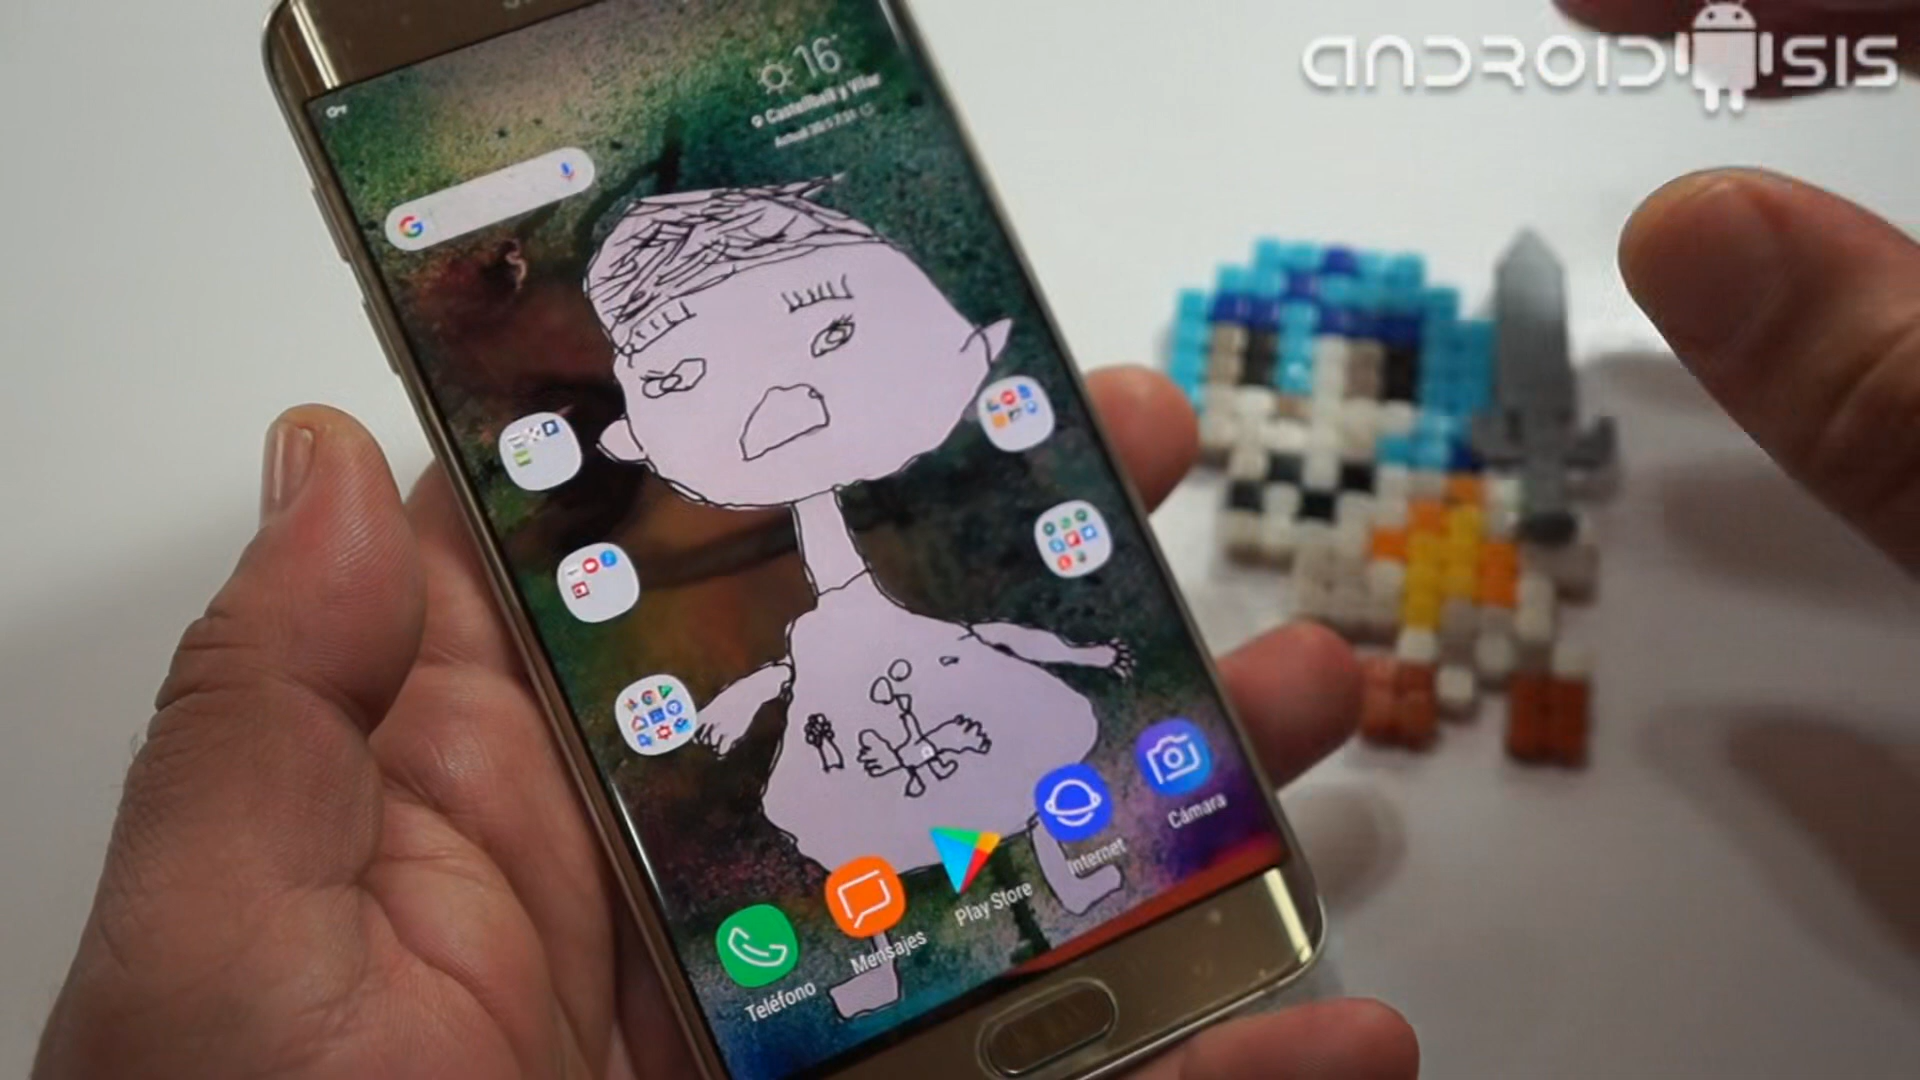 ANDROIDSIS
16°
Castellbell y Vilar
Cámara
Internet
Play Store
Mensajes
Teléfono